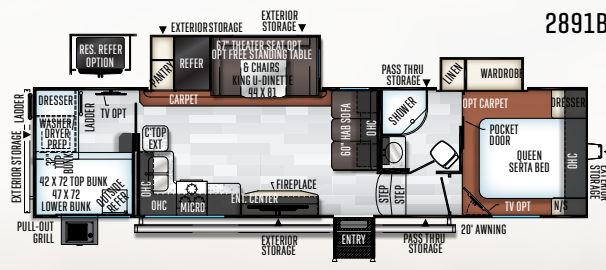 2891B
EXTERIOR STORAGE
EXTERIOR
STORAGE
RES. REFER
OPTION
PANTRY
REFER
67" THEATER SEAT OPT
OPT FREE STANDING TABLE
& CHAIRS
KING U-DINETTE
44 X 81
CARPET
PASS THRU
STORAGE
LINEN
WARDROBE
LADDER
DRESSER
LADDER
TV OPT
WASHER
DRYER
PREP
BUNK
EXTERIOR STORAGE
42 X 72 TOP BUNK
47 X 72
LOWER BUNK
OUTSIDE
REFER
PULL-OUT
GRILL
C'TOP
EXT
OHC
OHC
MICRO
ENT. CENTER
FIREPLACE
60" HAB SOFA
OHC
SHOWER
OPT CARPET
DRESSER
POCKET
DOOR
QUEEN
SERTA BED
OHC
STORAGE
STEP
STEP
TV OPT
N/S
20' AWNING
EXTERIOR
STORAGE
ENTRY
PASS THRU
STORAGE